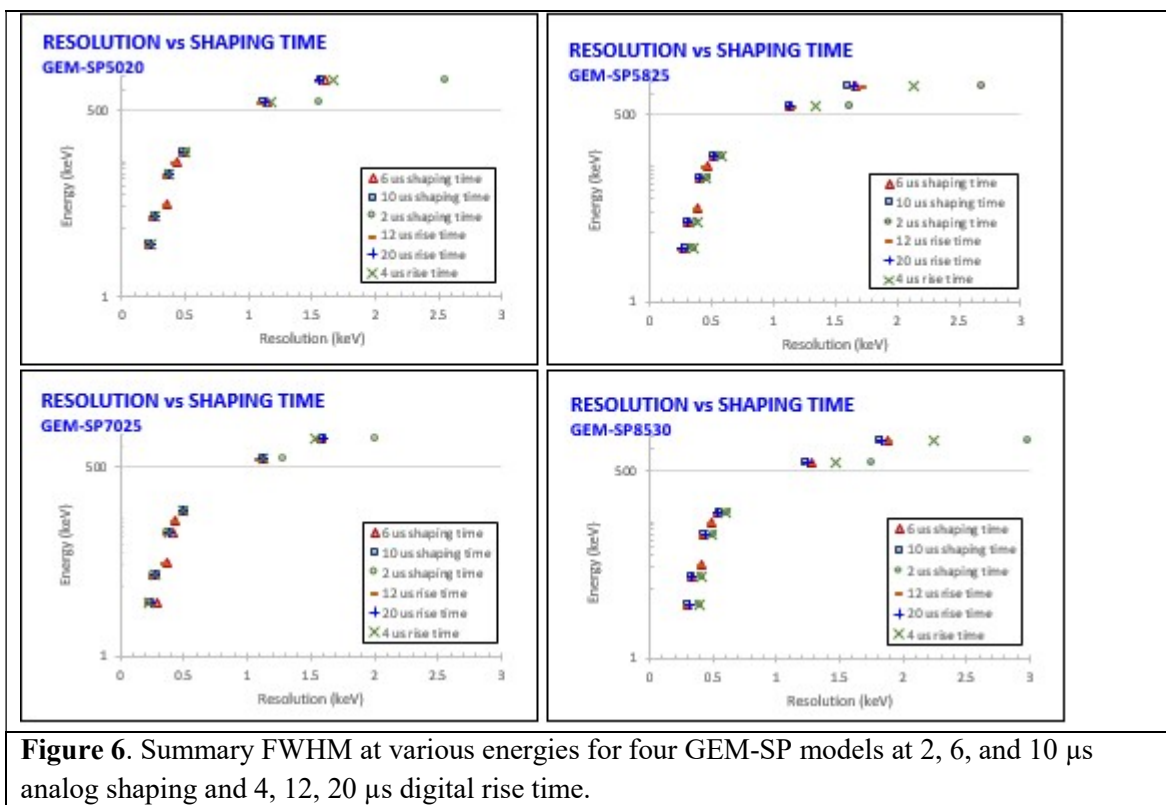 RESOLUTION vs SHAPING TIME
GEM-SP5020
Energy (keV)
500
1
0 0.5 1 1.5 2 2.5 3
Resolution (keV)
6 us shaping time
10 us shaping time
2 us shaping time
12 us rise time
20 us rise time
4 us rise time
RESOLUTION vs SHAPING TIME
GEM-SP5825
Energy (keV)
500
1
0 0.5 1 1.5 2 2.5 3
Resolution (keV)
6 us shaping time
10 us shaping time
2 us shaping time
12 us rise time
20 us rise time
4 us rise time
RESOLUTION vs SHAPING TIME
GEM-SP7025
Energy (keV)
500
1
0 0.5 1 1.5 2 2.5 3
Resolution (keV)
6 us shaping time
10 us shaping time
2 us shaping time
12 us rise time
20 us rise time
4 us rise time
RESOLUTION vs SHAPING TIME
GEM-SP8530
Energy (keV)
500
1
0 0.5 1 1.5 2 2.5 3
Resolution (keV)
6 us shaping time
10 us shaping time
2 us shaping time
12 us rise time
20 us rise time
4 us rise time
Figure 6. Summary FWHM at various energies for four GEM-SP models at 2, 6, and 10 µs
analog shaping and 4, 12, 20 µs digital rise time.